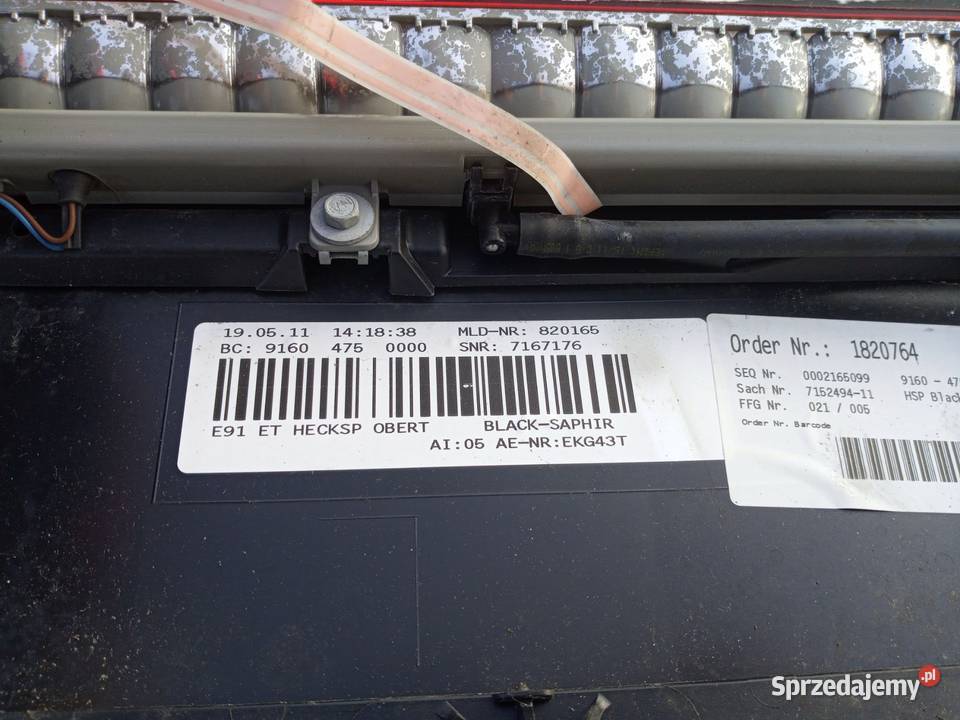 19.05.11 14:18:38 MLD-NR: 820165
BC: 9160 475 0000 SNR: 7167176
E91 ET HECKSP OBERT BLACK-SAPHIR
AI:05 AE-NR:EKG43T
Order Nr.: 1820764
SEQ Nr. 0002165099 9160 - 47
Sach Nr. 7152494-11 HSP Black
FFG Nr. 021 / 005
Order Nr. Barcode
Sprzedajemy.pl